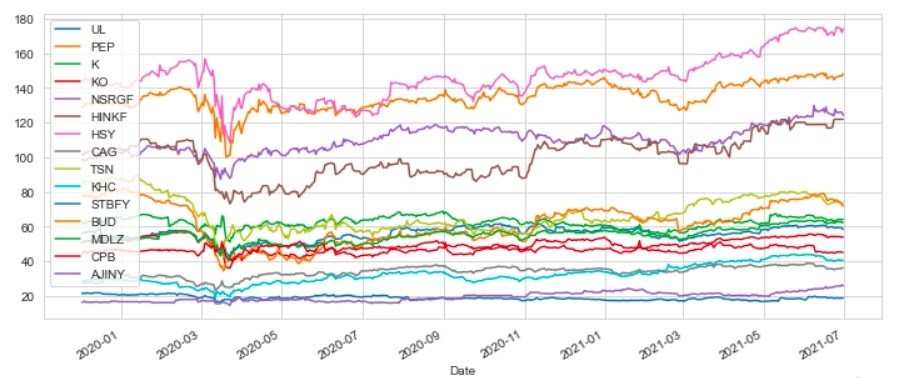 180
160
140
120
100
80
60
40
20
UL
PEP
K
KO
NSRGF
HINKF
HSY
CAG
TSN
KHC
STBFY
BUD
MDLZ
CPB
AJINY
2020-01
2020-03
2020-05
2020-07
2020-09
2020-11
2021-01
2021-03
2021-05
2021-07
Date